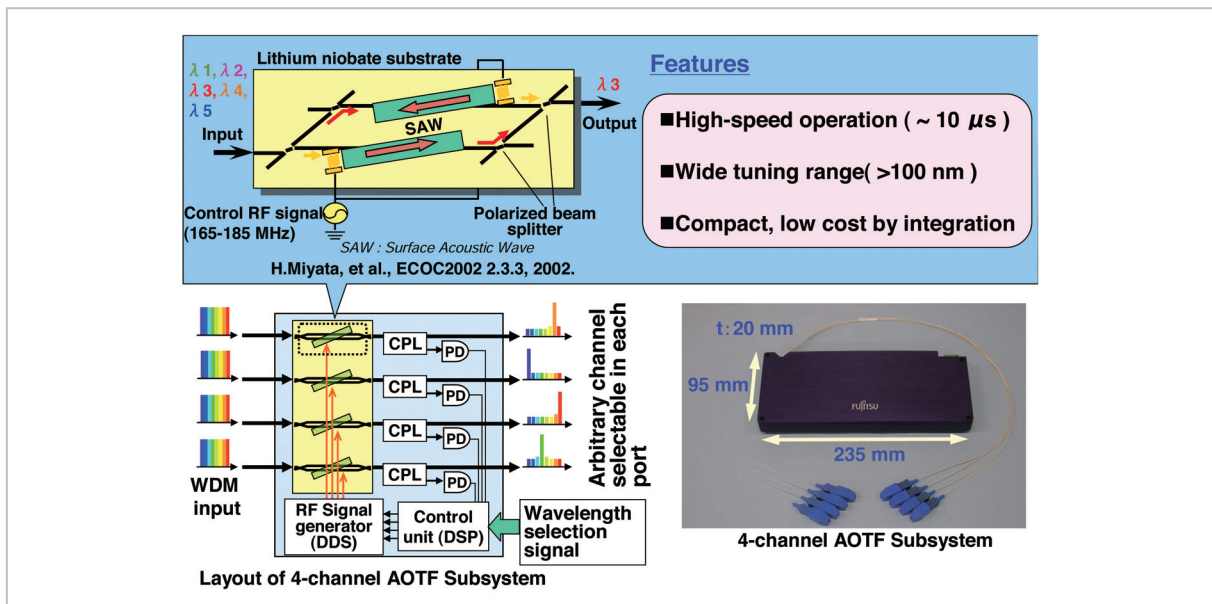 Lithium niobate substrate
λ 1, λ 2,
λ 3, λ 4,
λ 5
Input
SAW
λ 3
Output
Control RF signal
(165-185 MHz)
Polarized beam
splitter
SAW : Surface Acoustic Wave
H.Miyata, et al., ECOC2002 2.3.3, 2002.
Features
■High-speed operation ( ~ 10 μs )
■Wide tuning range( >100 nm )
■Compact, low cost by integration
WDM
input
CPL
PD
CPL
PD
CPL
PD
CPL
PD
RF Signal
generator
(DDS)
Control
unit (DSP)
Wavelength
selection
signal
Arbitrary channel
selectable in each
port
Layout of 4-channel AOTF Subsystem
t: 20 mm
95 mm
FUJITSU
235 mm
4-channel AOTF Subsystem